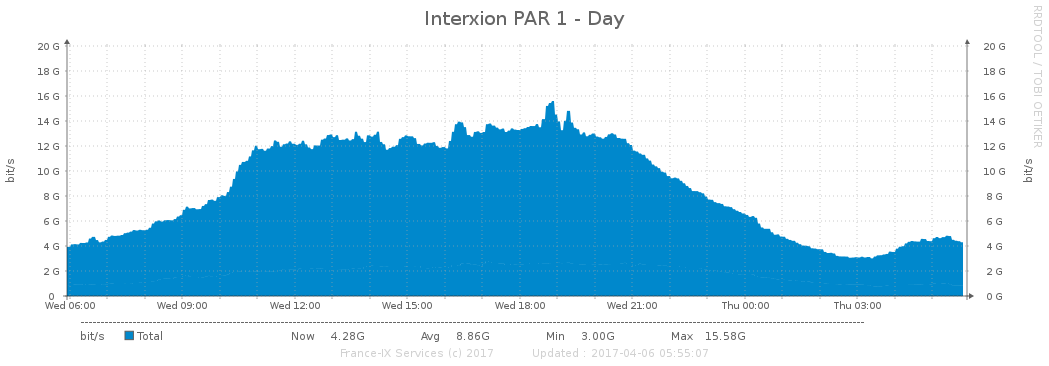 Interxion PAR 1 - Day
RRDTOOL / TOBI OETIKER
20 G 20 G
18 G 18 G
16 G 16 G
14 G 14 G
12 G 12 G
10 G 10 G
8 G 8 G
6 G 6 G
4 G 4 G
2 G 2 G
0 0 G
bit/s
bit/s
Wed 06:00 Wed 09:00 Wed 12:00 Wed 15:00 Wed 18:00 Wed 21:00 Thu 00:00 Thu 03:00
bit/s Total Now 4.28G Avg 8.86G Min 3.00G Max 15.58G
France-IX Services (c) 2017 Updated : 2017-04-06 05:55:07